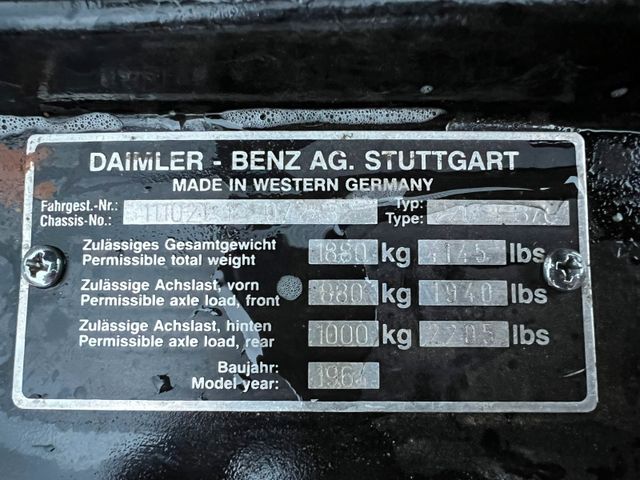 DAIMLER - BENZ AG. STUTTGART
MADE IN WESTERN GERMANY
Fahrgest.-Nr.: Typ:
Chassis-No.: Type:
Zulässiges Gesamtgewicht
Permissible total weight 1880 kg 4145 lbs
Zulässige Achslast, vorn
Permissible axle load, front 880 kg 1940 lbs
Zulässige Achslast, hinten
Permissible axle load, rear 1000 kg 2205 lbs
Baujahr:
Model year: 1964